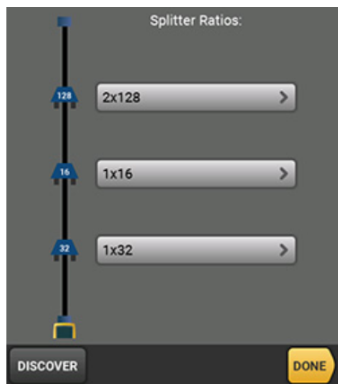 Splitter Ratios:
128
2x128
16
1x16
32
1x32
DISCOVER
DONE